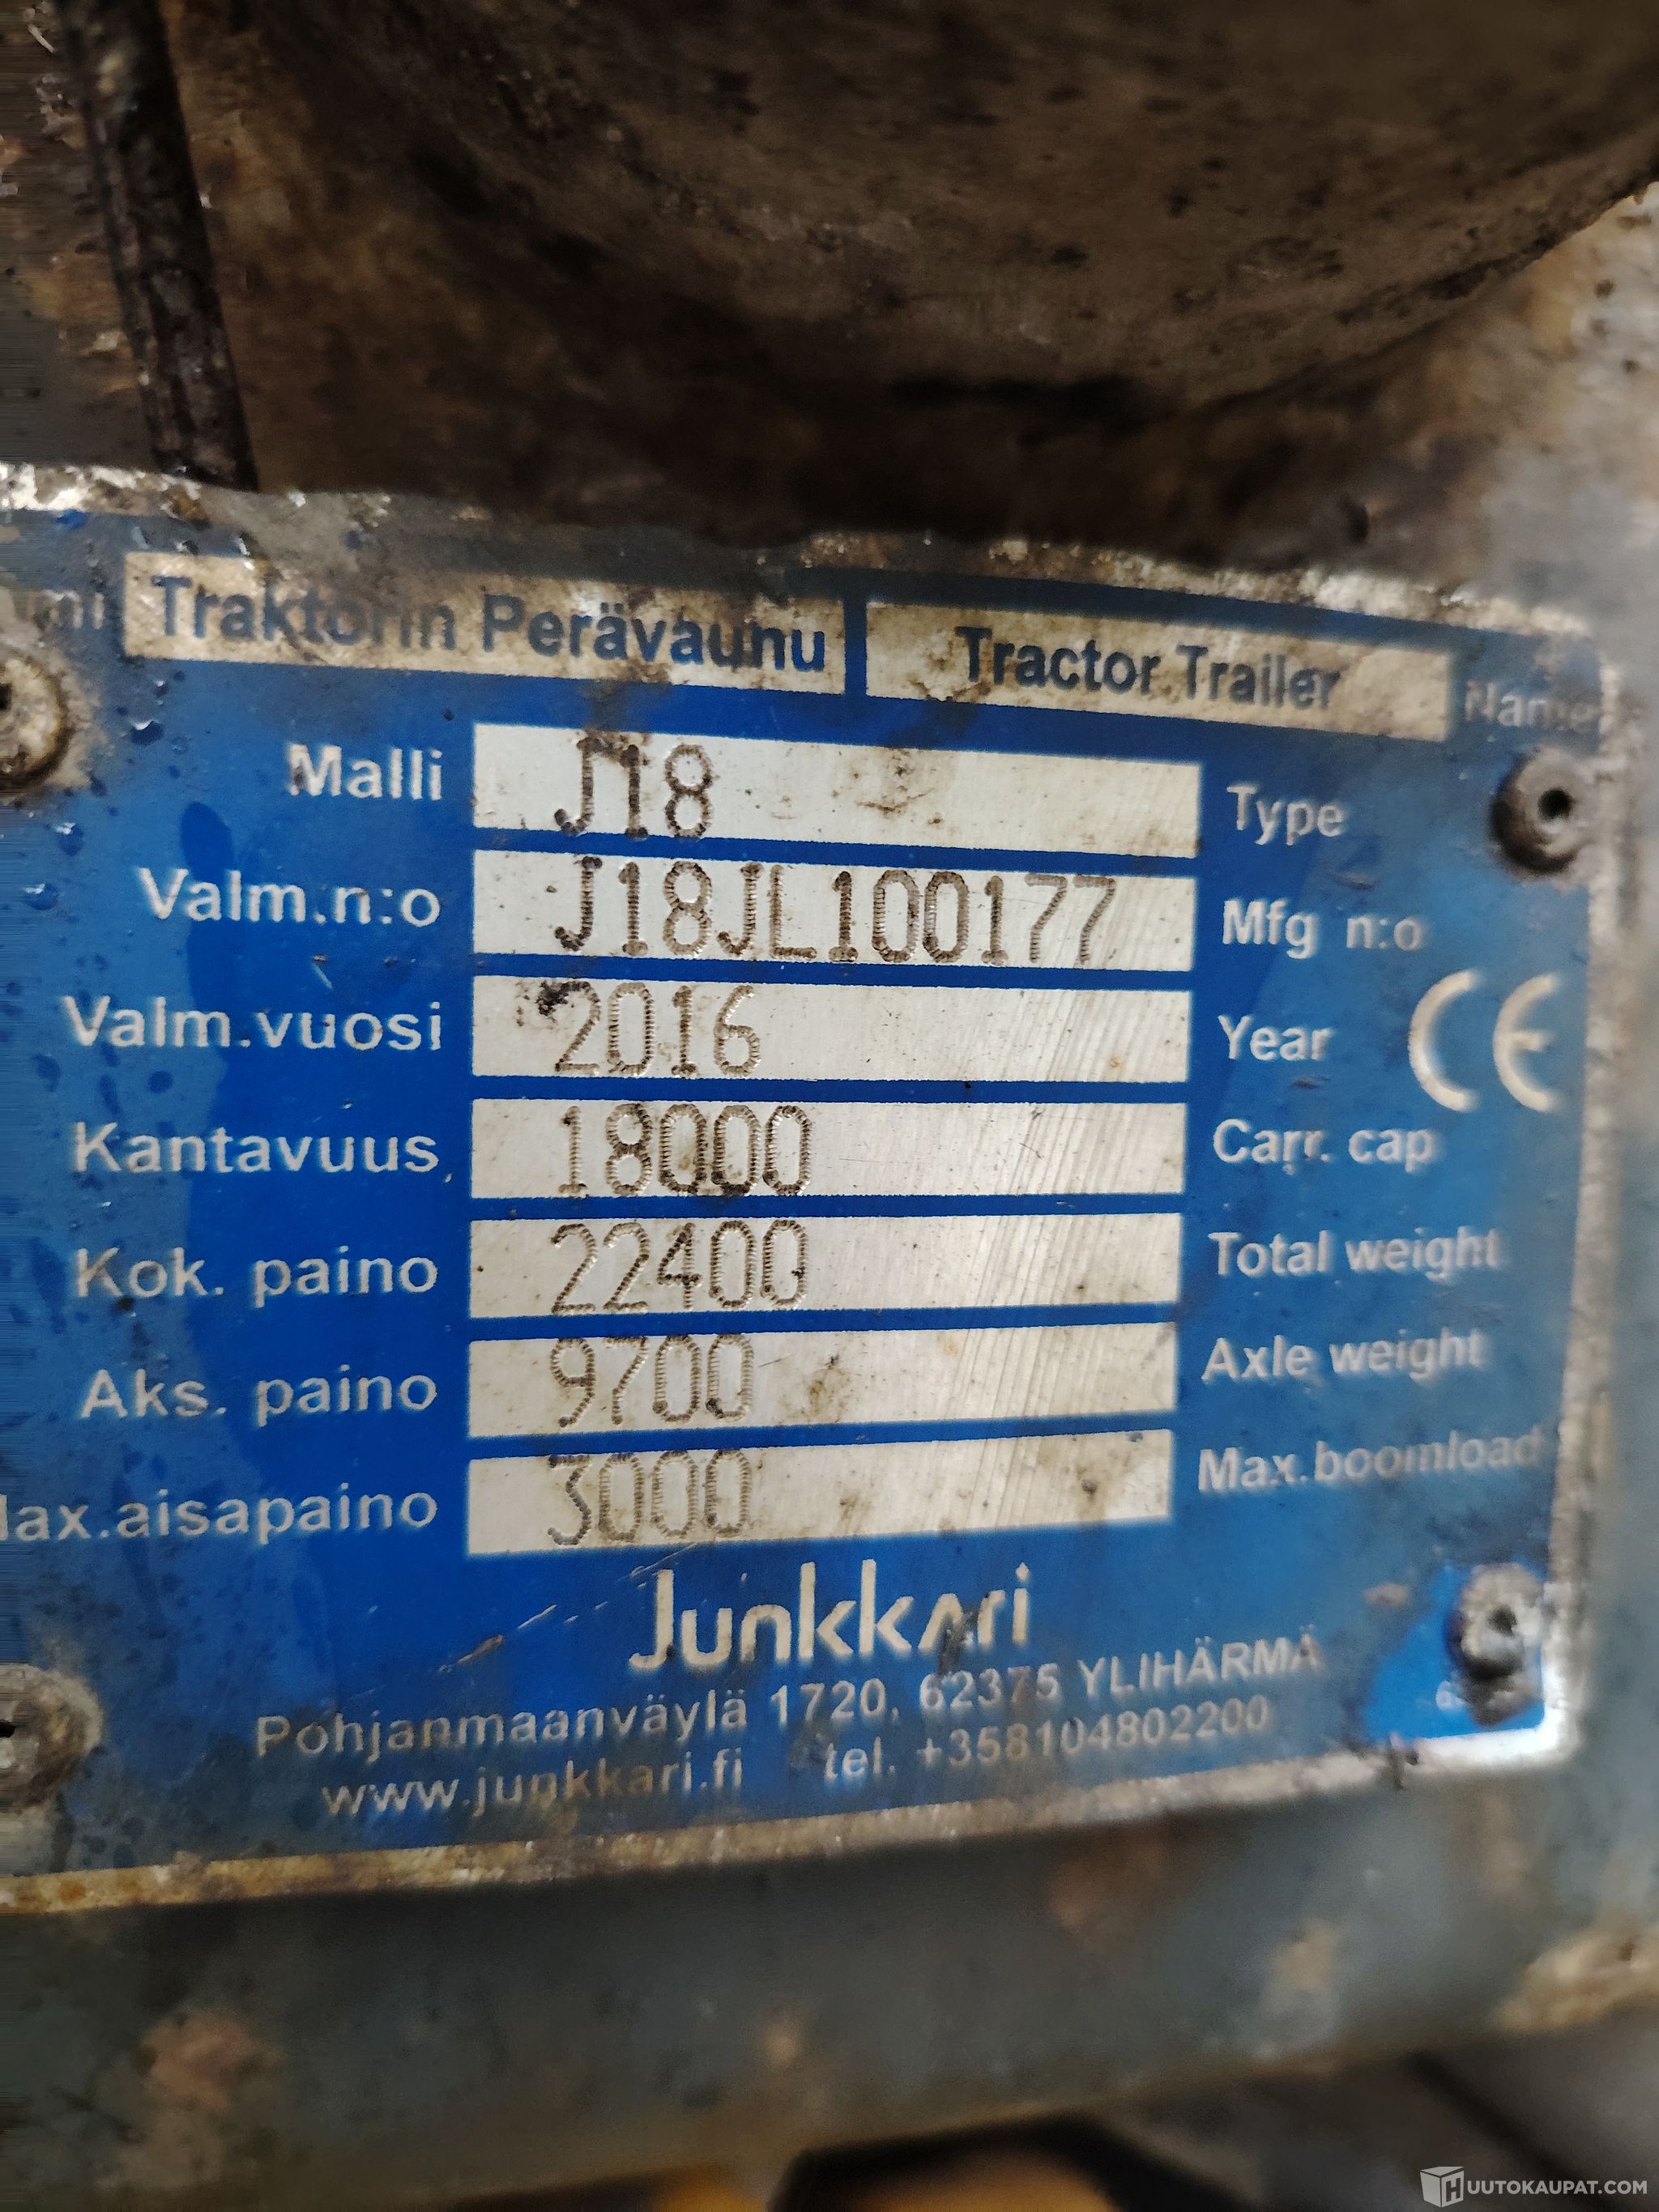 Traktorin Perävaunu Tractor Trailer Name
Malli J18 Type
Valm.n:o J18JL100177 Mfg n:o
Valm.vuosi 2016 Year CE
Kantavuus 18000 Carr. cap
Kok. paino 22400 Total weight
Aks. paino 9700 Axle weight
Max.aisapaino 3000 Max.boomload
Junkkari
Pohjanmaanväylä 1720, 62375 YLIHÄRMÄ
www.junkkari.fi tel. +358104802200
HUUTOKAUPAT.COM